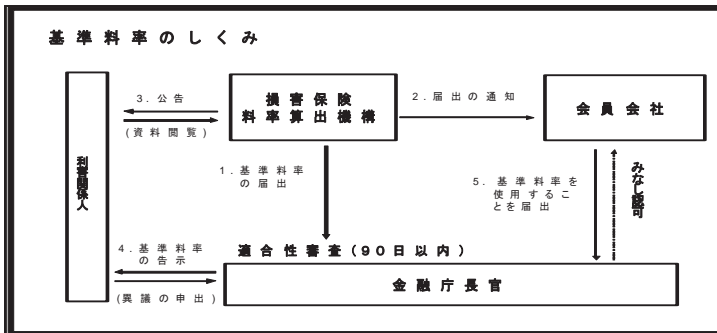 基準料率のしくみ
損害保険
料率算出機構
会員会社
利害関係人
3.公告
(資料閲覧)
2.届出の通知
1.基準料率
の届出
5.基準料率を
使用するこ
とを届出
みなし認可
4.基準料率
の告示
(異議の申出)
適合性審査(90日以内)
金融庁長官